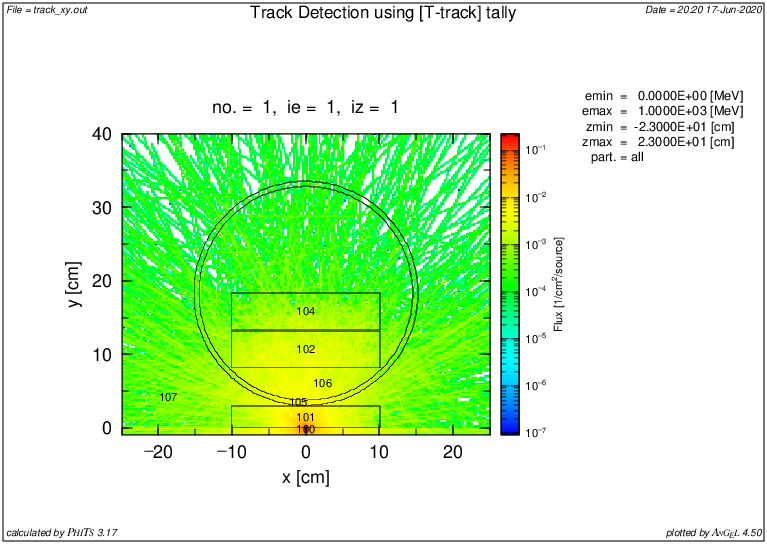 File = track_xy.out
Track Detection using [T-track] tally
Date = 20:20 17-Jun-2020
no. = 1, ie = 1, iz = 1
emin = 0.0000E+00 [MeV]
emax = 1.0000E+03 [MeV]
zmin = -2.3000E+01 [cm]
zmax = 2.3000E+01 [cm]
part. = all
40
30
20
10
0
y [cm]
104
102
106
107
105
101
100
−20
−10
0
10
20
x [cm]
10−1
10−2
10−3
10−4
10−5
10−6
10−7
Flux [1/cm2/source]
calculated by PHITS 3.17
plotted by ANGEL 4.50